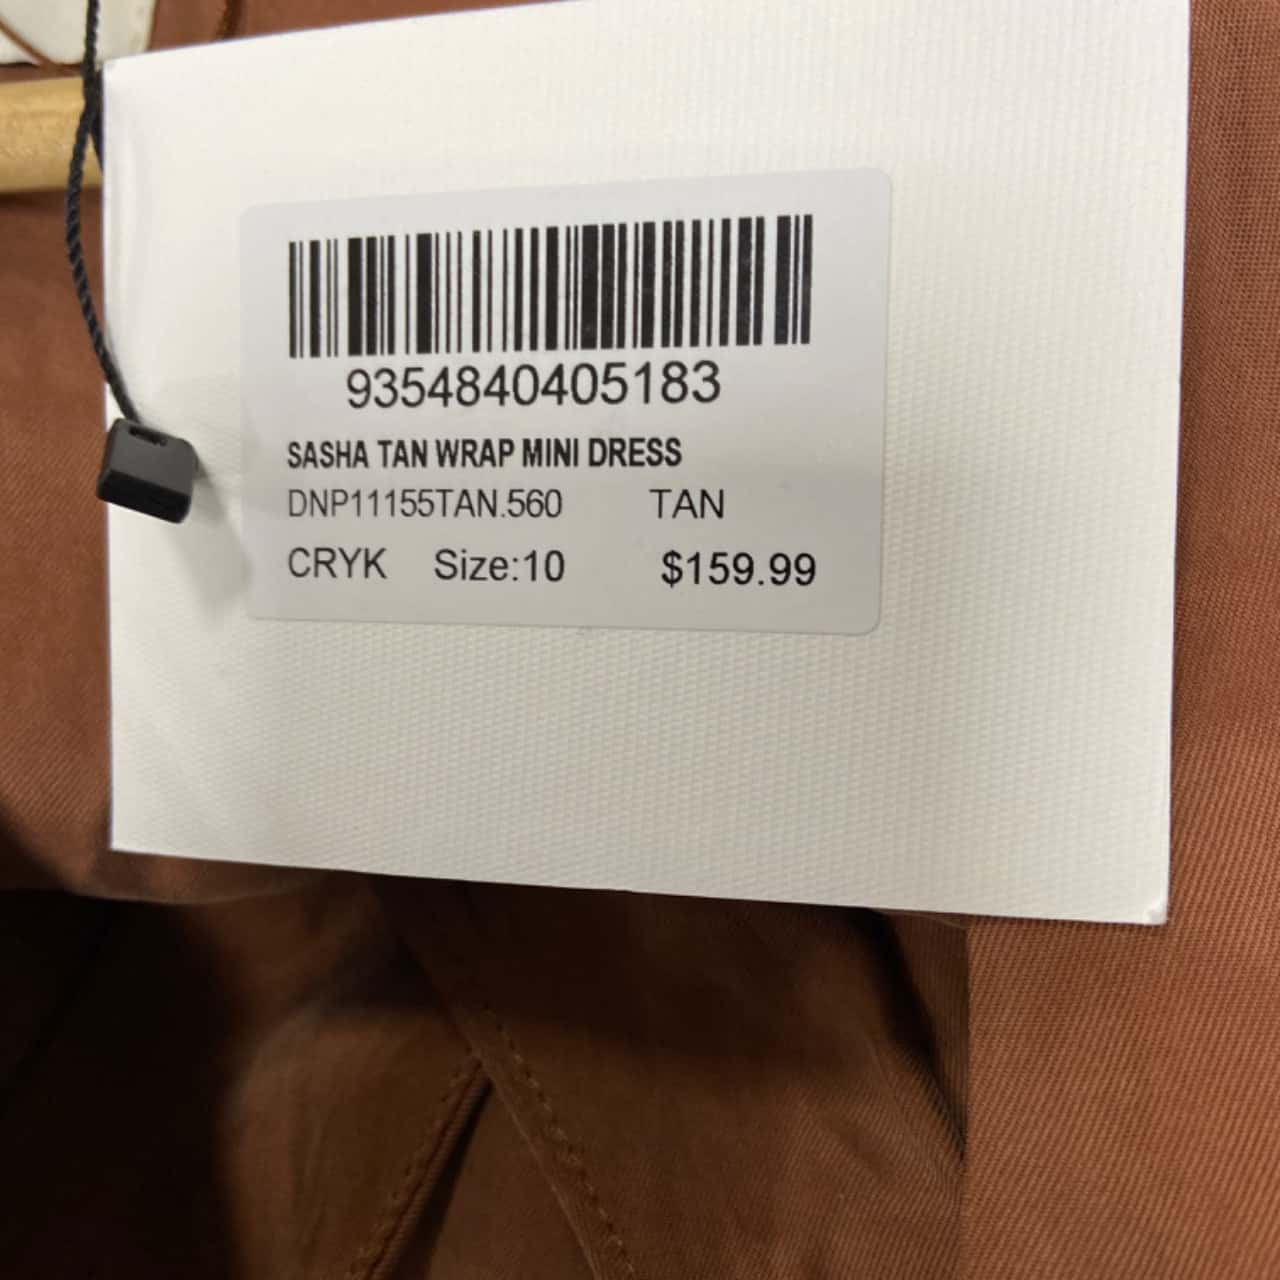 9354840405183
SASHA TAN WRAP MINI DRESS
DNP11155TAN.560 TAN
CRYK Size:10 $159.99